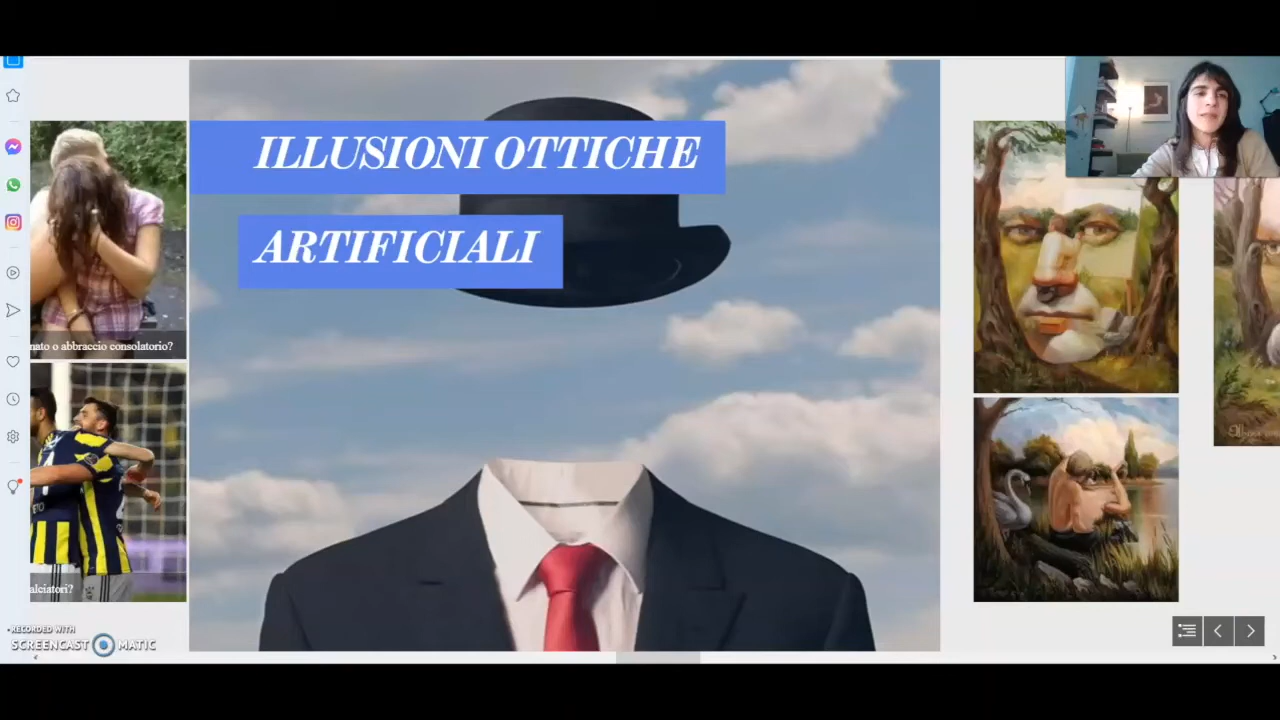 ILLUSIONI OTTICHE
ARTIFICIALI
nato o abbraccio consolatorio?
alciatori?
RECORDED WITH
SCREENCAST MATIC